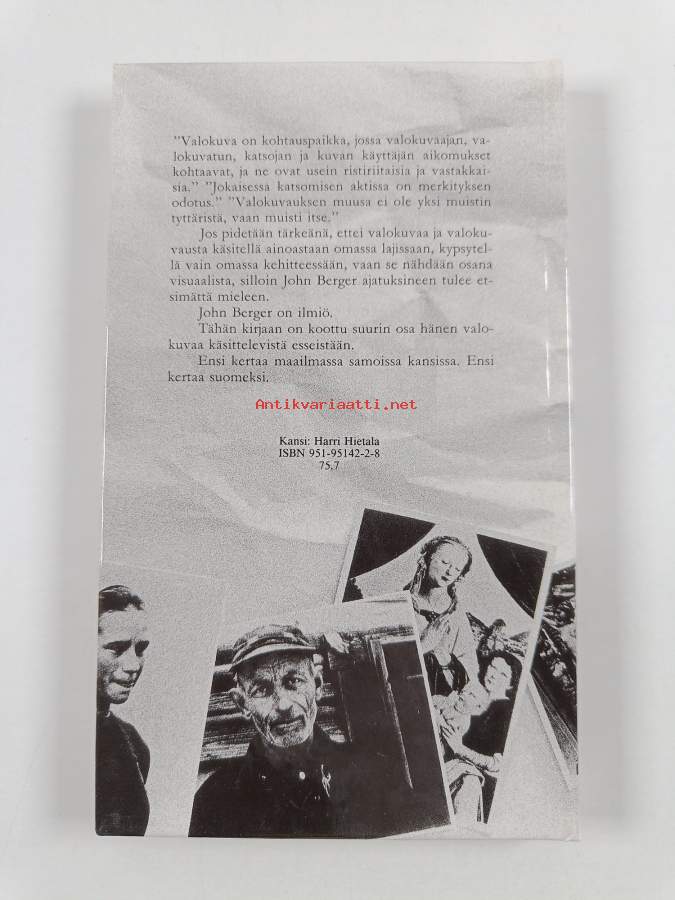 "Valokuva on kohtauspaikka, jossa valokuvaajan, va-
lokuvatun, katsojan ja kuvan käyttäjän aikomukset
kohtaavat, ja ne ovat usein ristiriitaisia ja vastakkai-
sia." "Jokaisessa katsomisen aktissa on merkityksen
odotus." "Valokuvauksen muusa ei ole yksi muistin
tyttäristä, vaan muisti itse."
Jos pidetään tärkeänä, ettei valokuvaa ja valoku-
vausta käsitellä ainoastaan omassa lajissaan, kypsytel-
lä vain omassa kehitteessään, vaan se nähdään osana
visuaalista, silloin John Berger ajatuksineen tulee et-
simättä mieleen.
John Berger on ilmiö.
Tähän kirjaan on koottu suurin osa hänen valo-
kuvaa käsittelevistä esseistään.
Ensi kertaa maailmassa samoissa kansissa. Ensi
kertaa suomeksi.
Antikvariaatti.net
Kansi: Harri Hietala
ISBN 951-95142-2-8
75.7